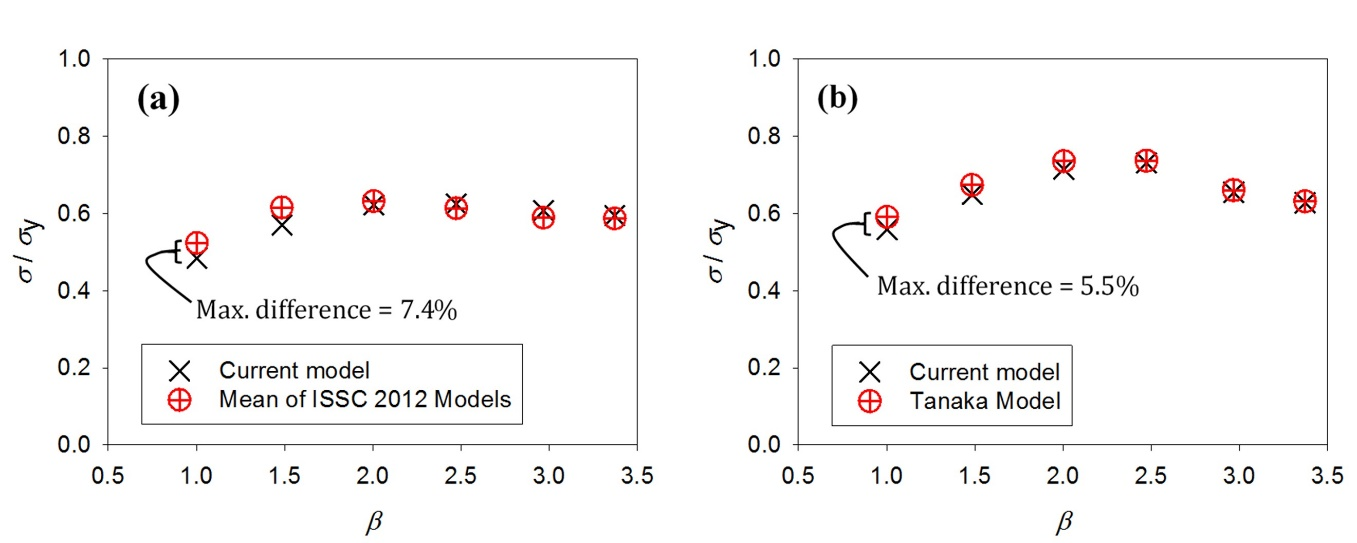 (a)
1.0
0.8
0.6
0.4
0.2
0.0
σ / σy
0.5 1.0 1.5 2.0 2.5 3.0 3.5
β
Max. difference = 7.4%
Current model
Mean of ISSC 2012 Models
(b)
1.0
0.8
0.6
0.4
0.2
0.0
σ / σy
0.5 1.0 1.5 2.0 2.5 3.0 3.5
β
Max. difference = 5.5%
Current model
Tanaka Model